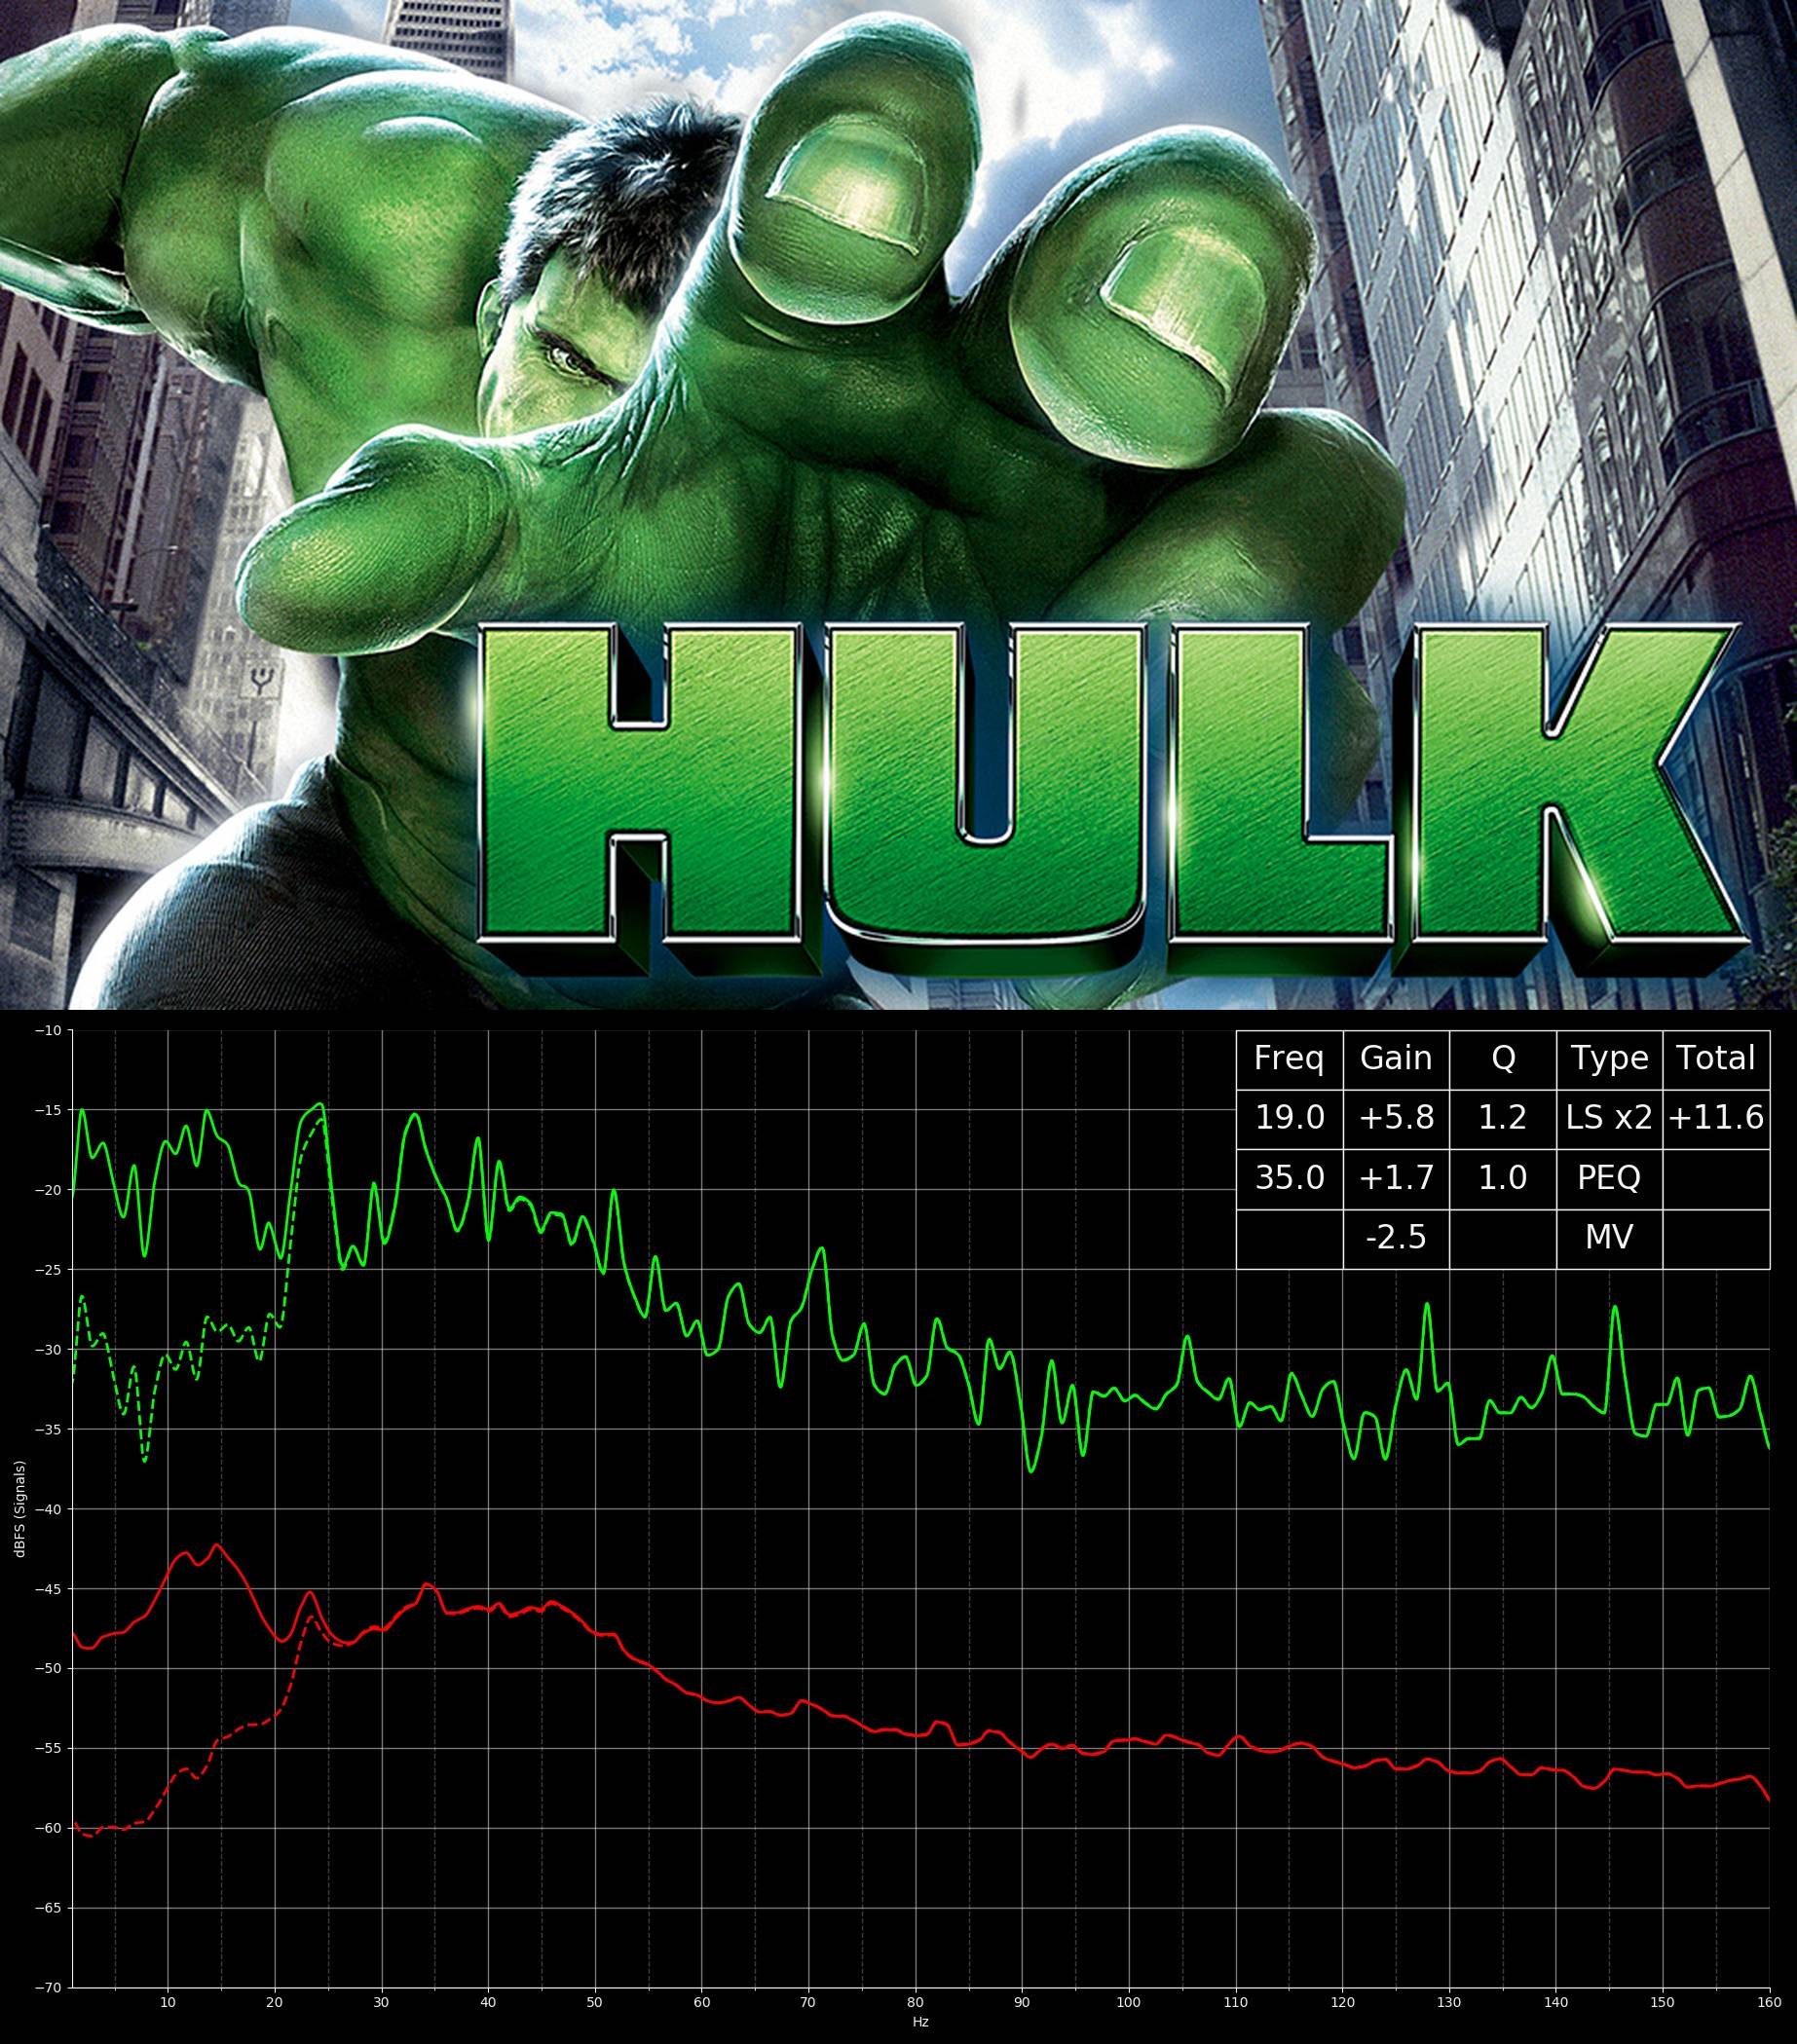 HULK
Freq Gain Q Type Total
19.0 +5.8 1.2 LS x2 +11.6
35.0 +1.7 1.0 PEQ
-2.5 MV
−10
−15
−20
−25
−30
−35
−40
−45
−50
−55
−60
−65
−70
dBFS (Signals)
10 20 30 40 50 60 70 80 90 100 110 120 130 140 150 160
Hz